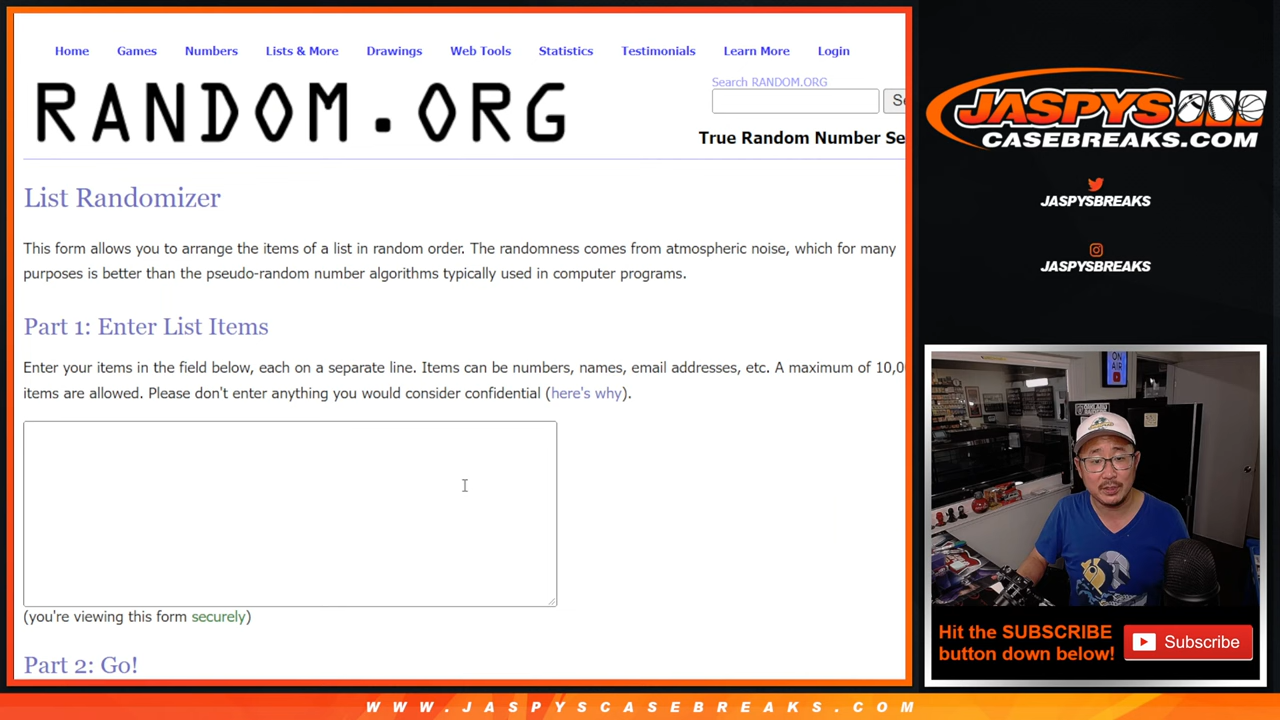 Home Games Numbers Lists & More Drawings Web Tools Statistics Testimonials Learn More Login
RANDOM.ORG
Search RANDOM.ORG
True Random Number Se
List Randomizer
This form allows you to arrange the items of a list in random order. The randomness comes from atmospheric noise, which for many
purposes is better than the pseudo-random number algorithms typically used in computer programs.
Part 1: Enter List Items
Enter your items in the field below, each on a separate line. Items can be numbers, names, email addresses, etc. A maximum of 10,0
items are allowed. Please don't enter anything you would consider confidential (here's why).
(you're viewing this form securely)
Part 2: Go!
JASPYS
CASEBREAKS.COM
JASPYSBREAKS
JASPYSBREAKS
ON
AIR
Hit the SUBSCRIBE
button down below!
Subscribe
WWW.JASPYSCASEBREAKS.COM